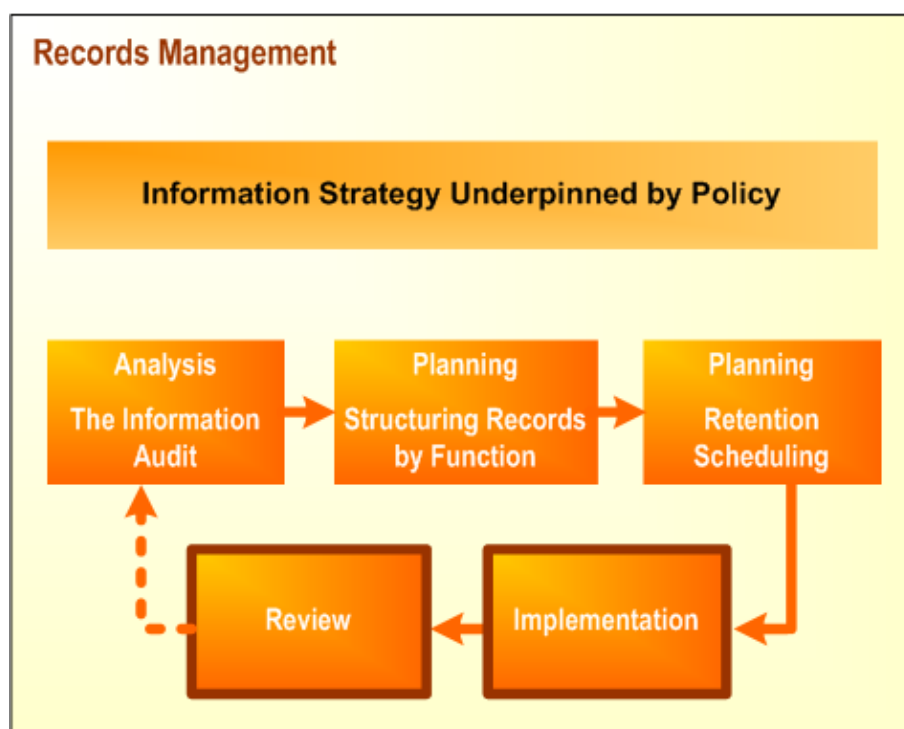 Records Management
Information Strategy Underpinned by Policy
Analysis
The Information
Audit
Planning
Structuring Records
by Function
Planning
Retention
Scheduling
Review
Implementation